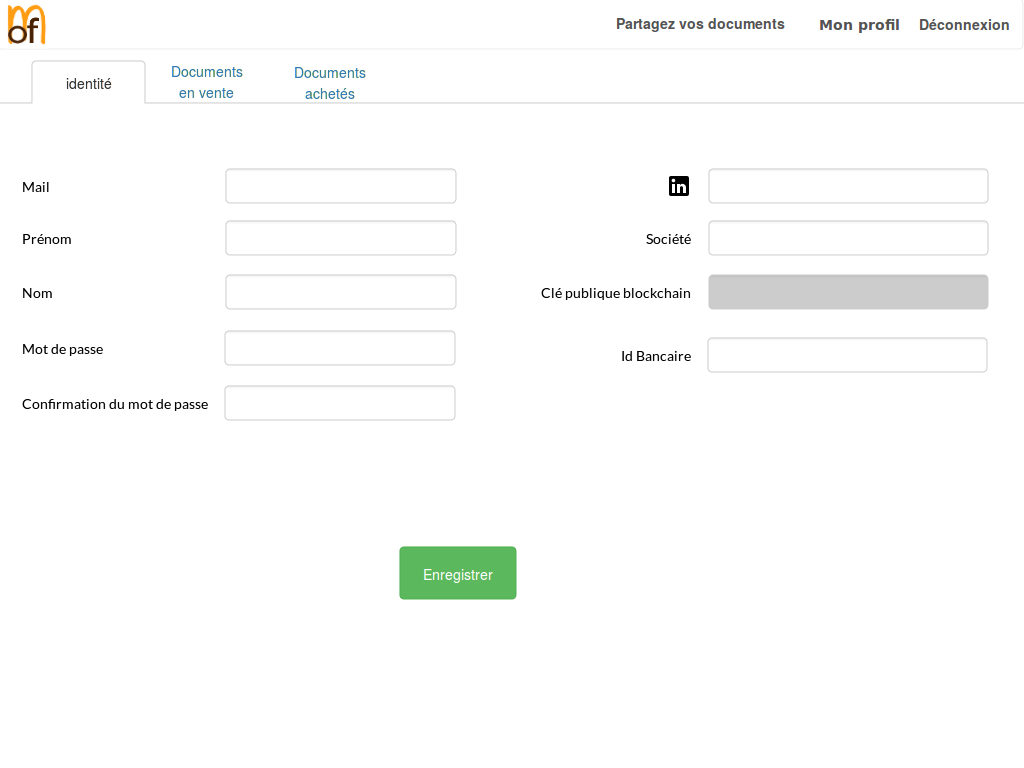 mof
Partagez vos documents
Mon profil
Déconnexion
identité
Documents
en vente
Documents
achetés
Mail
in
Prénom
Société
Nom
Clé publique blockchain
Mot de passe
Id Bancaire
Confirmation du mot de passe
Enregistrer